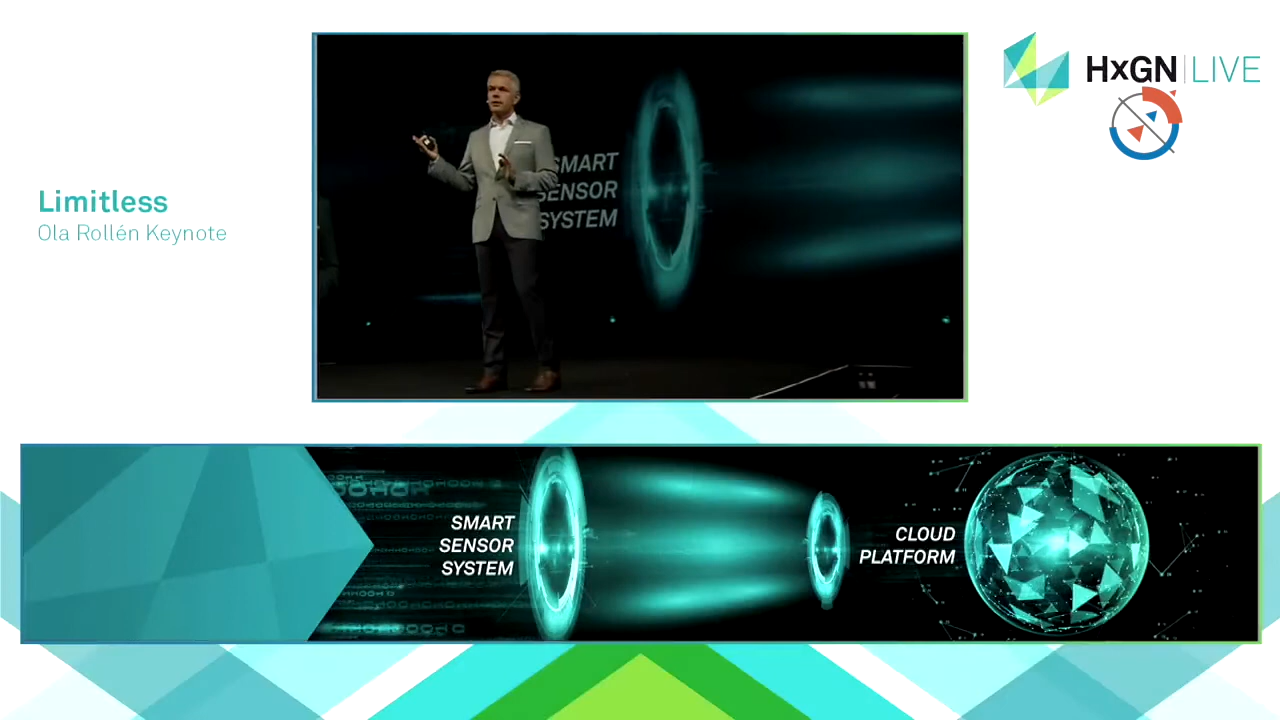 HxGN LIVE
Limitless
Ola Rollén Keynote
SMART
SENSOR
SYSTEM
SMART
SENSOR
SYSTEM
CLOUD
PLATFORM